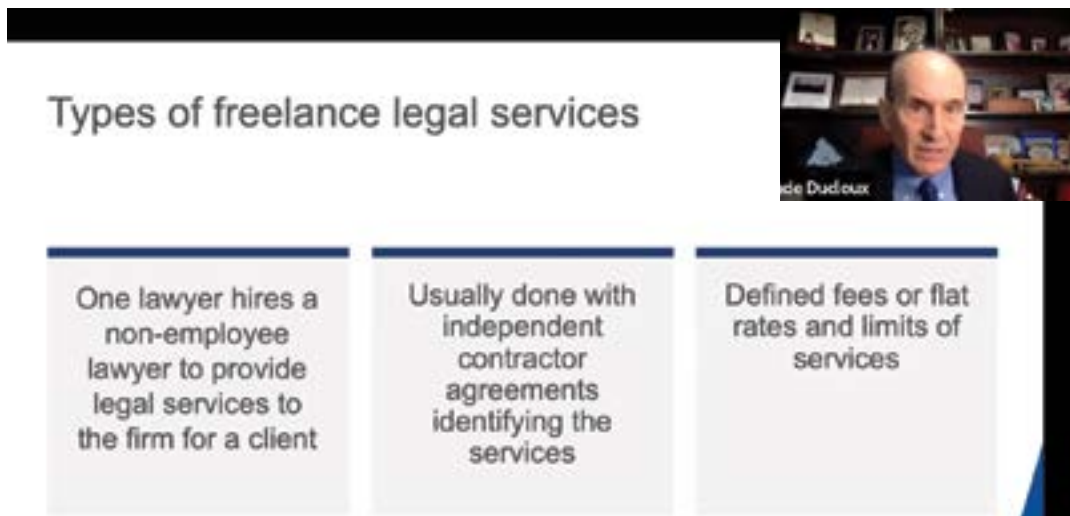 Types of freelance legal services
de Ducloux
One lawyer hires a
non-employee
lawyer to provide
legal services to
the firm for a client
Usually done with
independent
contractor
agreements
identifying the
services
Defined fees or flat
rates and limits of
services